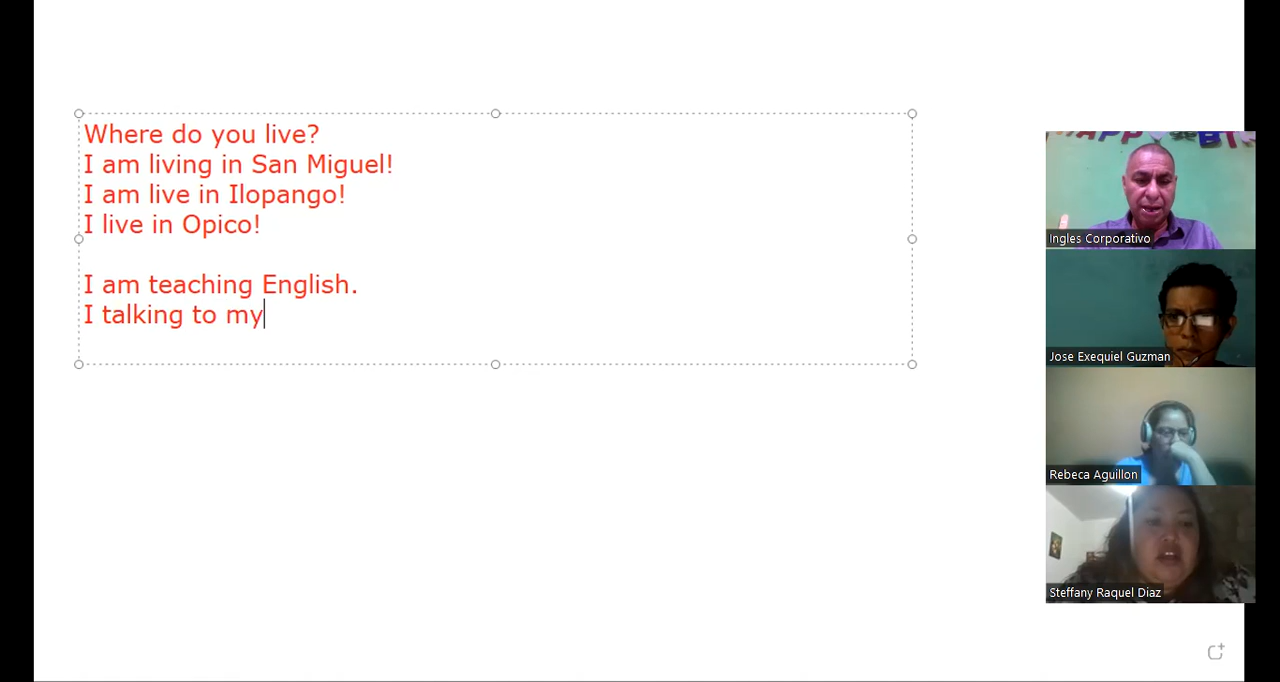 Where do you live?
I am living in San Miguel!
I am live in Ilopango!
I live in Opico!
I am teaching English.
I talking to my
Ingles Corporativo
Jose Exequiel Guzman
Rebeca Aguillon
Steffany Raquel Diaz